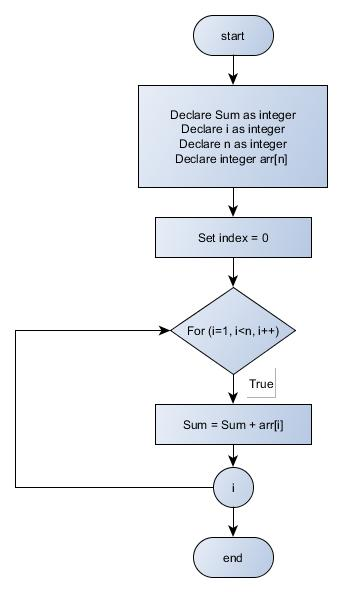 start
Declare Sum as integer
Declare i as integer
Declare n as integer
Declare integer arr[n]
Set index = 0
For (i=1, i<n, i++)
True
Sum = Sum + arr[i]
i
end